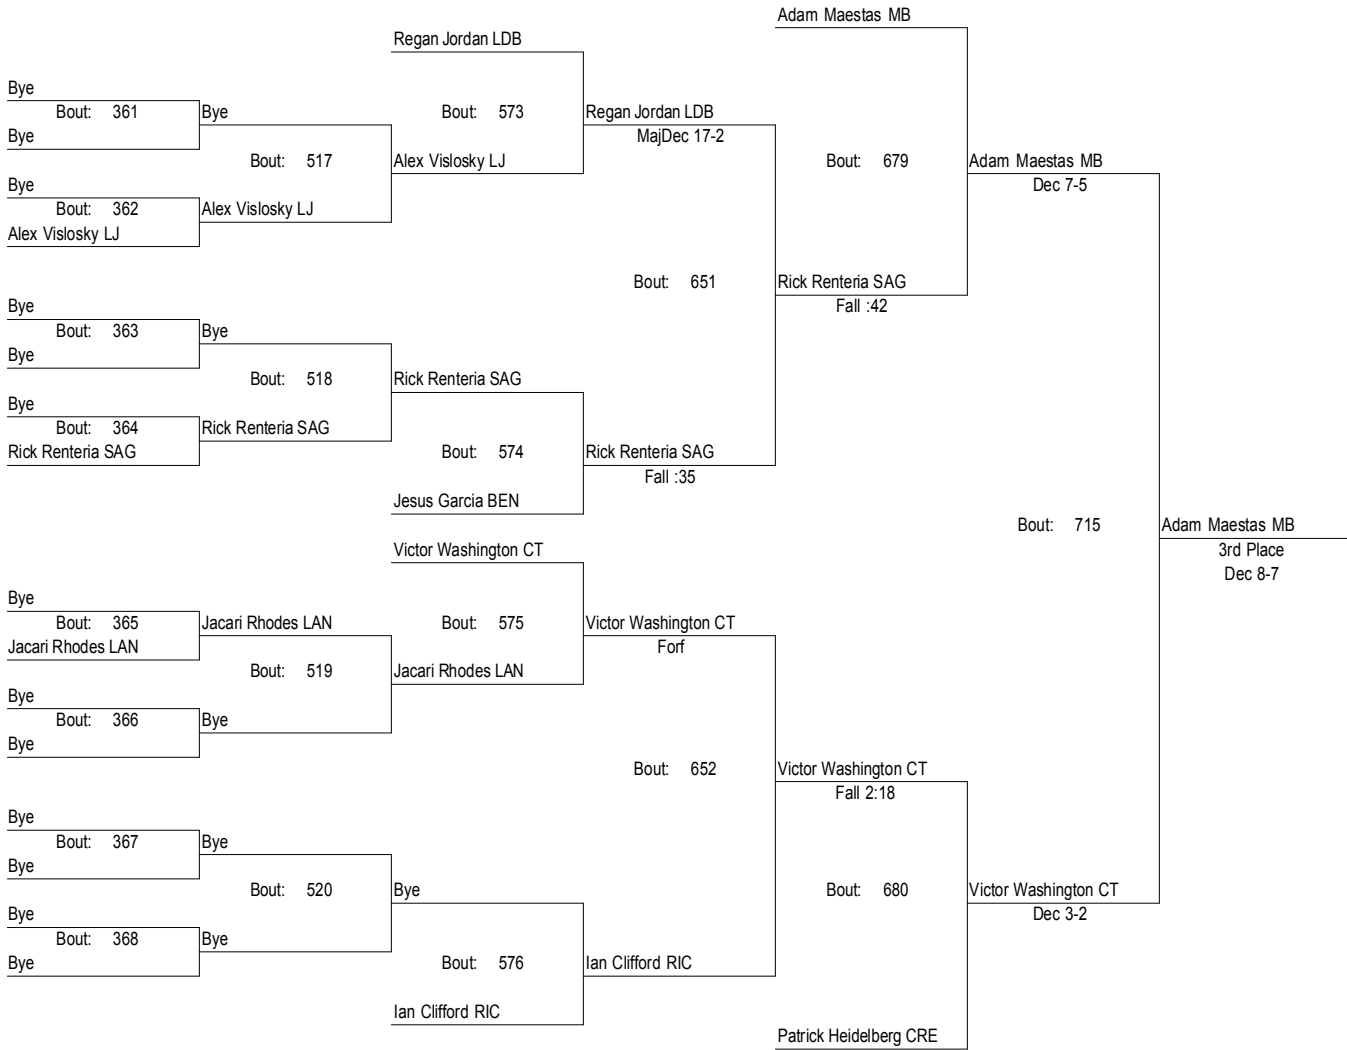 Adam Maestas MB
Regan Jordan LDB
Bye
Bout: 361 Bye Bout: 573 Regan Jordan LDB
Bye MajDec 17-2
Bout: 517 Alex Vislosky LJ Bout: 679 Adam Maestas MB
Bye Dec 7-5
Bout: 362 Alex Vislosky LJ
Alex Vislosky LJ
Bout: 651 Rick Renteria SAG
Bye Fall :42
Bout: 363 Bye
Bye
Bout: 518 Rick Renteria SAG
Bye
Bout: 364 Rick Renteria SAG
Rick Renteria SAG Bout: 574 Rick Renteria SAG
Fall :35
Jesus Garcia BEN
Bout: 715 Adam Maestas MB
Victor Washington CT 3rd Place
Dec 8-7
Bye
Bout: 365 Jacari Rhodes LAN Bout: 575 Victor Washington CT
Jacari Rhodes LAN Forf
Bout: 519 Jacari Rhodes LAN
Bye
Bout: 366 Bye
Bye
Bout: 652 Victor Washington CT
Fall 2:18
Bye
Bout: 367 Bye
Bye
Bout: 520 Bye Bout: 680 Victor Washington CT
Bye Dec 3-2
Bout: 368 Bye
Bye Bout: 576 Ian Clifford RIC
Ian Clifford RIC
Patrick Heidelberg CRE